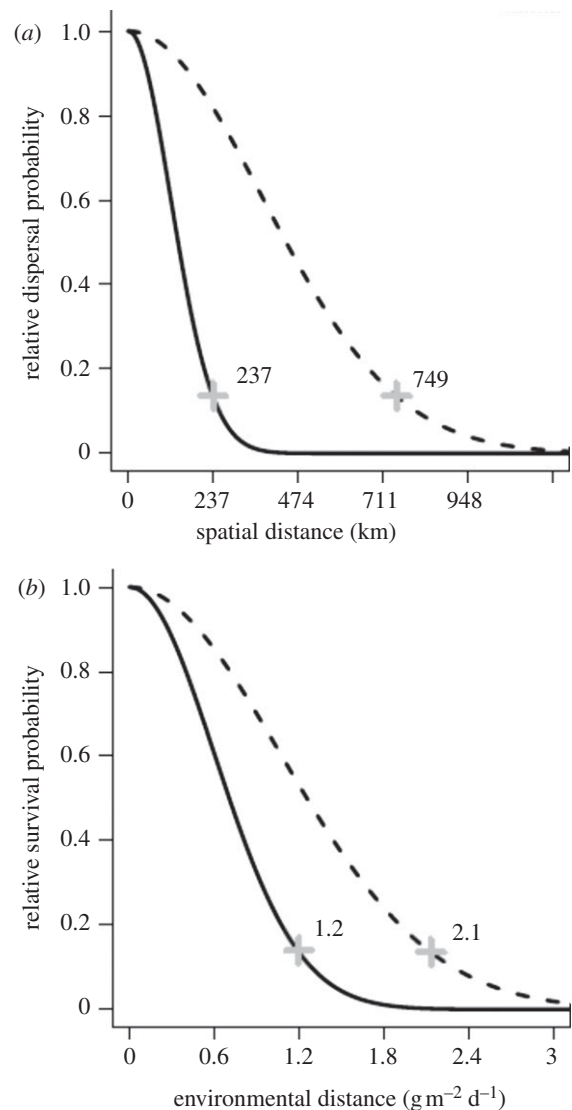 (a)
1.0
0.8
0.6
0.4
0.2
0
relative dispersal probability
237
749
0 237 474 711 948
spatial distance (km)
(b)
1.0
0.8
0.6
0.4
0.2
0
relative survival probability
1.2
2.1
0 0.6 1.2 1.8 2.4 3
environmental distance (g m⁻² d⁻¹)